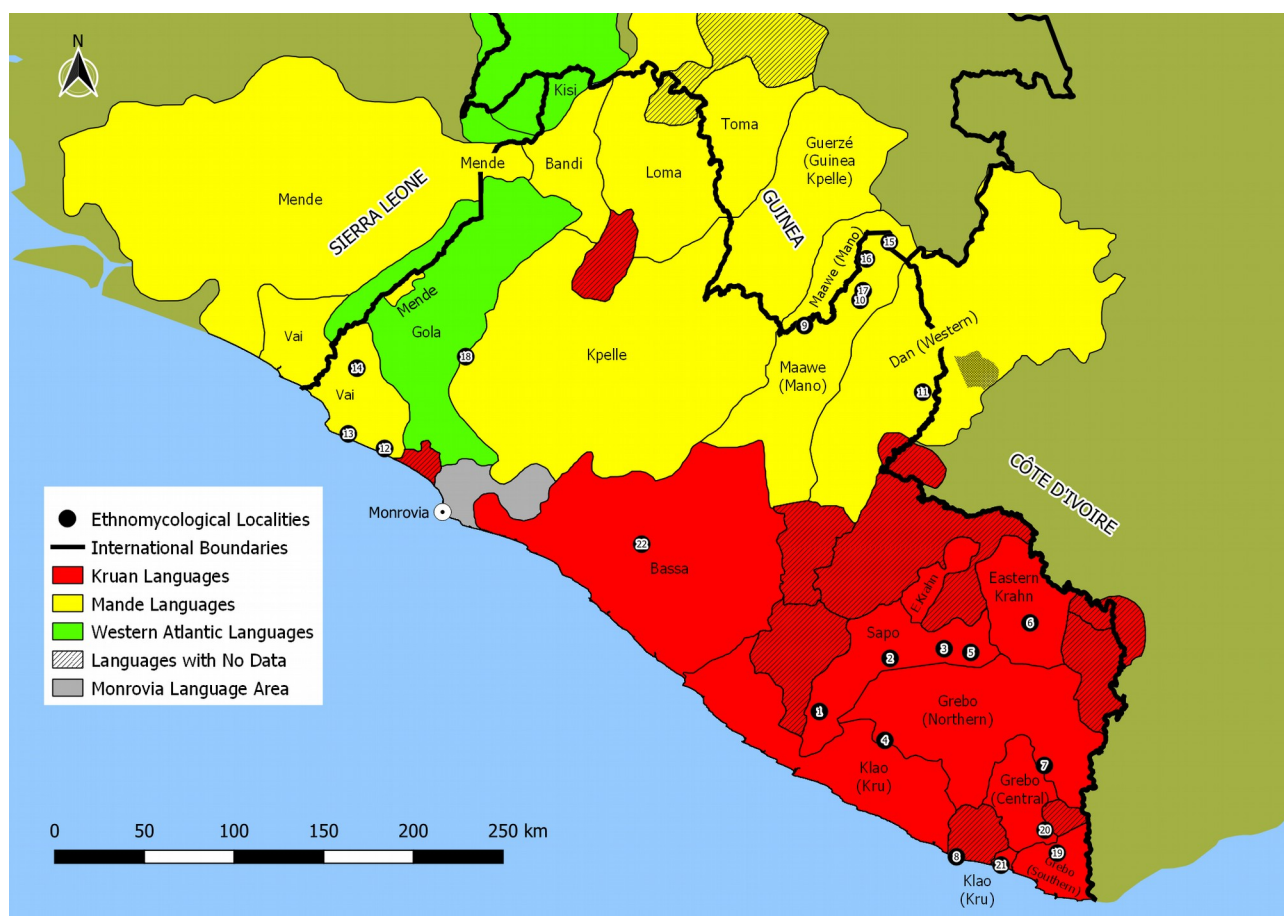 N
Kisi
Mende
Bandi
Loma
Toma
Guerzé
(Guinea
Kpelle)
Mende
SIERRA LEONE
GUINEA
Maawe (Mano)
15
16
17
10
9
Mende
Gola
Vai
Kpelle
18
14
Vai
Maawe
(Mano)
Dan (Western)
11
13
12
CÔTE D'IVOIRE
Monrovia
Ethnomycological Localities
International Boundaries
Kruan Languages
Mande Languages
Western Atlantic Languages
Languages with No Data
Monrovia Language Area
22
Bassa
E Krahn
Eastern
Krahn
6
Sapo
2
3
5
1
Grebo
(Northern)
4
Klao
(Kru)
7
Grebo
(Central)
20
19
Grebo
(Southern)
8
21
Klao
(Kru)
0 50 100 150 200 250 km